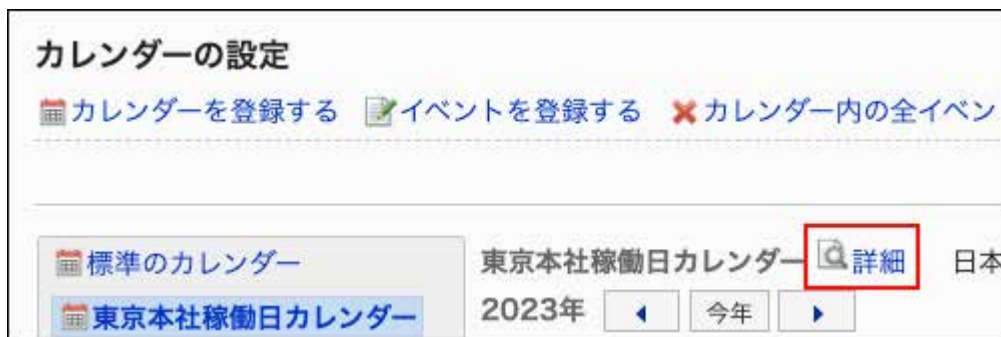 カレンダーの設定
カレンダーを登録する イベントを登録する カレンダー内の全イベン
標準のカレンダー
東京本社稼働日カレンダー
東京本社稼働日カレンダー 詳細 日本
2023年 今年